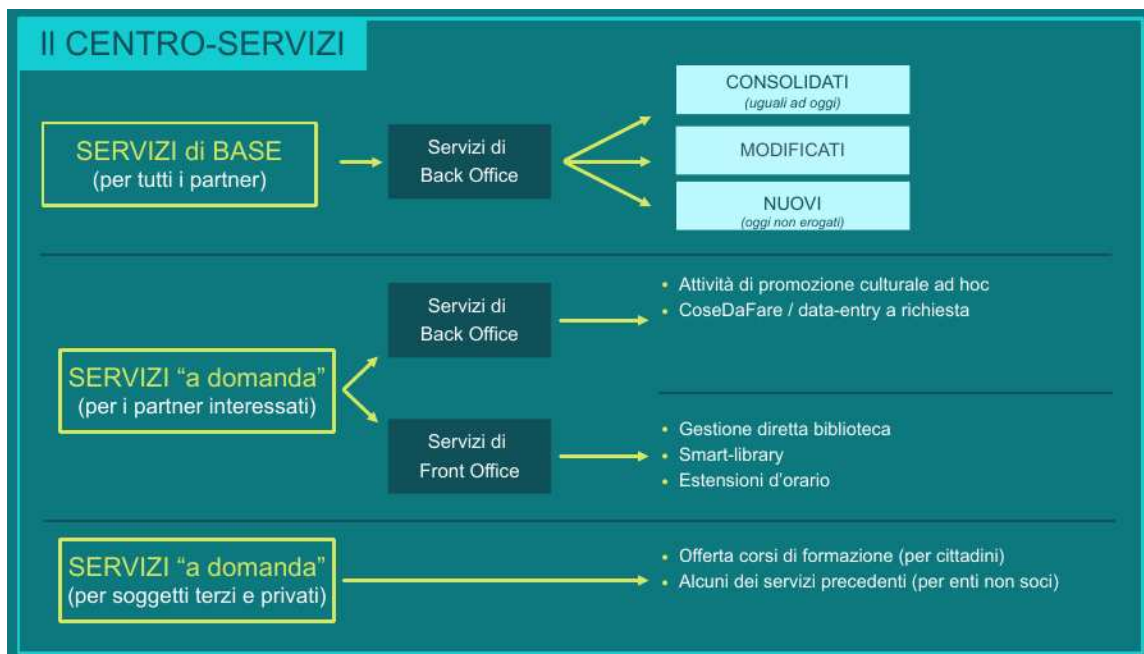 Il CENTRO-SERVIZI
SERVIZI di BASE
(per tutti i partner)
Servizi di
Back Office
CONSOLIDATI
(uguali ad oggi)
MODIFICATI
NUOVI
(oggi non erogati)
SERVIZI “a domanda”
(per i partner interessati)
Servizi di
Back Office
• Attività di promozione culturale ad hoc
• CoseDaFare / data-entry a richiesta
Servizi di
Front Office
• Gestione diretta biblioteca
• Smart-library
• Estensioni d’orario
SERVIZI “a domanda”
(per soggetti terzi e privati)
• Offerta corsi di formazione (per cittadini)
• Alcuni dei servizi precedenti (per enti non soci)